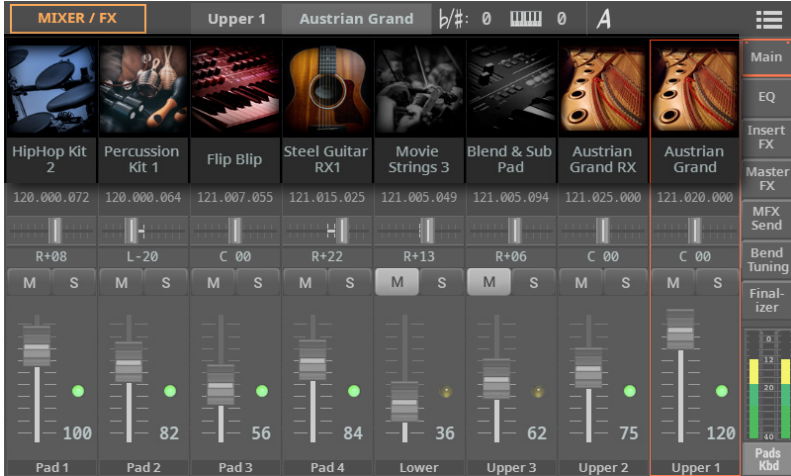 MIXER / FX Upper 1 Austrian Grand b/#: 0 0 A
Main
EQ
Insert
FX
Master
FX
MFX
Send
Bend
Tuning
Final-
izer
HipHop Kit
2
Percussion
Kit 1
Flip Blip
Steel Guitar
RX1
Movie
Strings 3
Blend & Sub
Pad
Austrian
Grand RX
Austrian
Grand
120.000.072 120.000.064 121.007.055 121.015.025 121.005.049 121.005.094 121.025.000 121.020.000
R+08 L-20 C 00 R+22 R+13 R+06 C 00 C 00
M S M S M S M S M S M S M S M S
0
12
20
40
100 82 56 84 36 62 75 120
Pad 1 Pad 2 Pad 3 Pad 4 Lower Upper 3 Upper 2 Upper 1
Pads
Kbd